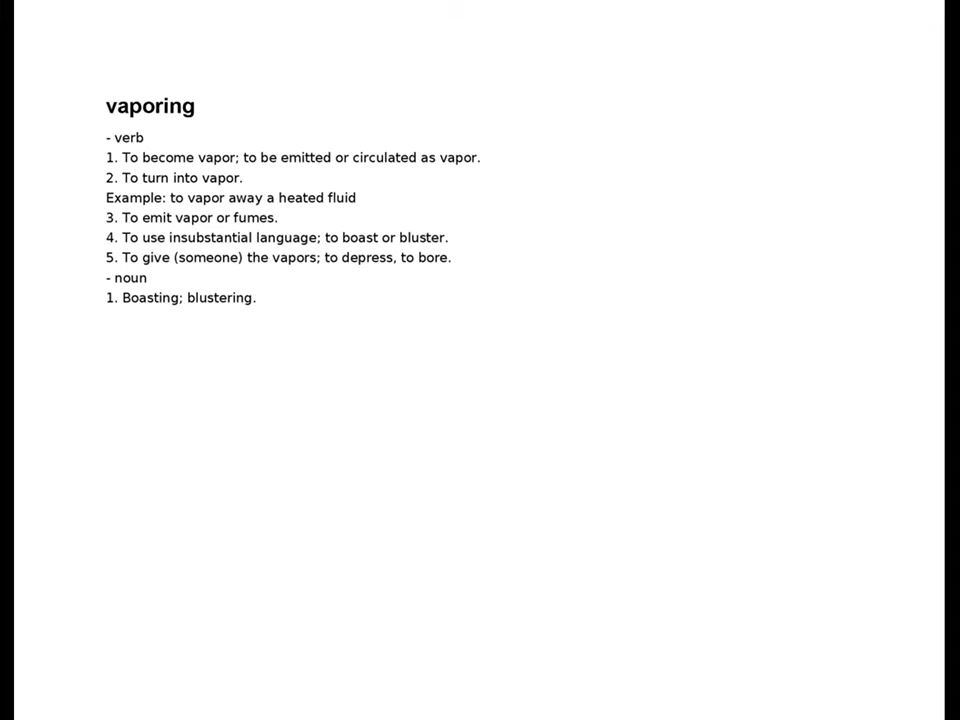 vaporing
- verb
1. To become vapor; to be emitted or circulated as vapor.
2. To turn into vapor.
Example: to vapor away a heated fluid
3. To emit vapor or fumes.
4. To use insubstantial language; to boast or bluster.
5. To give (someone) the vapors; to depress, to bore.
- noun
1. Boasting; blustering.